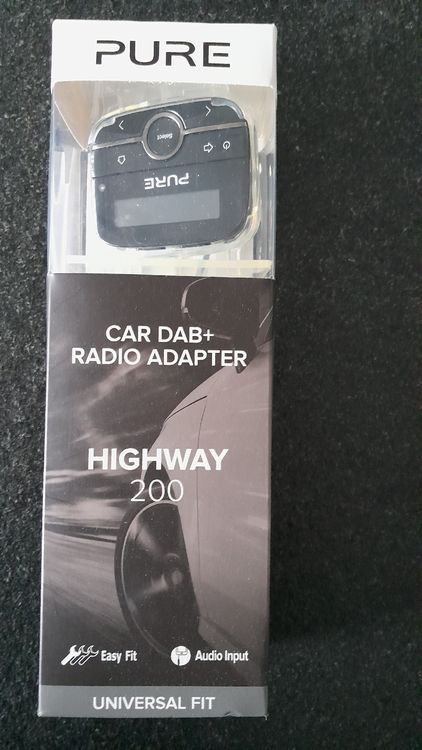 PURE
Select
PURE
CAR DAB+
RADIO ADAPTER
HIGHWAY
200
Easy Fit
Audio Input
UNIVERSAL FIT